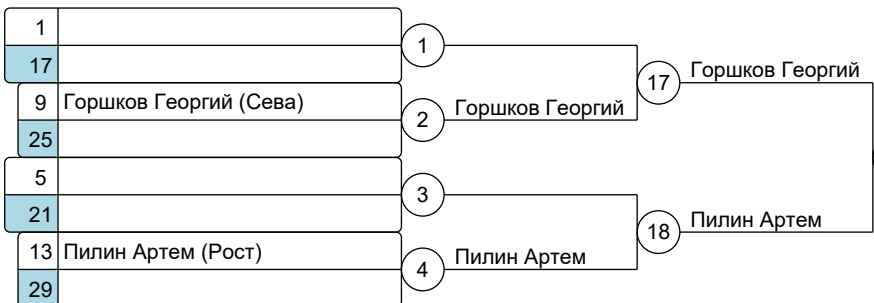 1
17
1
9 Горшков Георгий (Сева)
25
2
Горшков Георгий
17
Горшков Георгий
5
21
3
13 Пилин Артем (Рост)
29
4
Пилин Артем
18
Пилин Артем